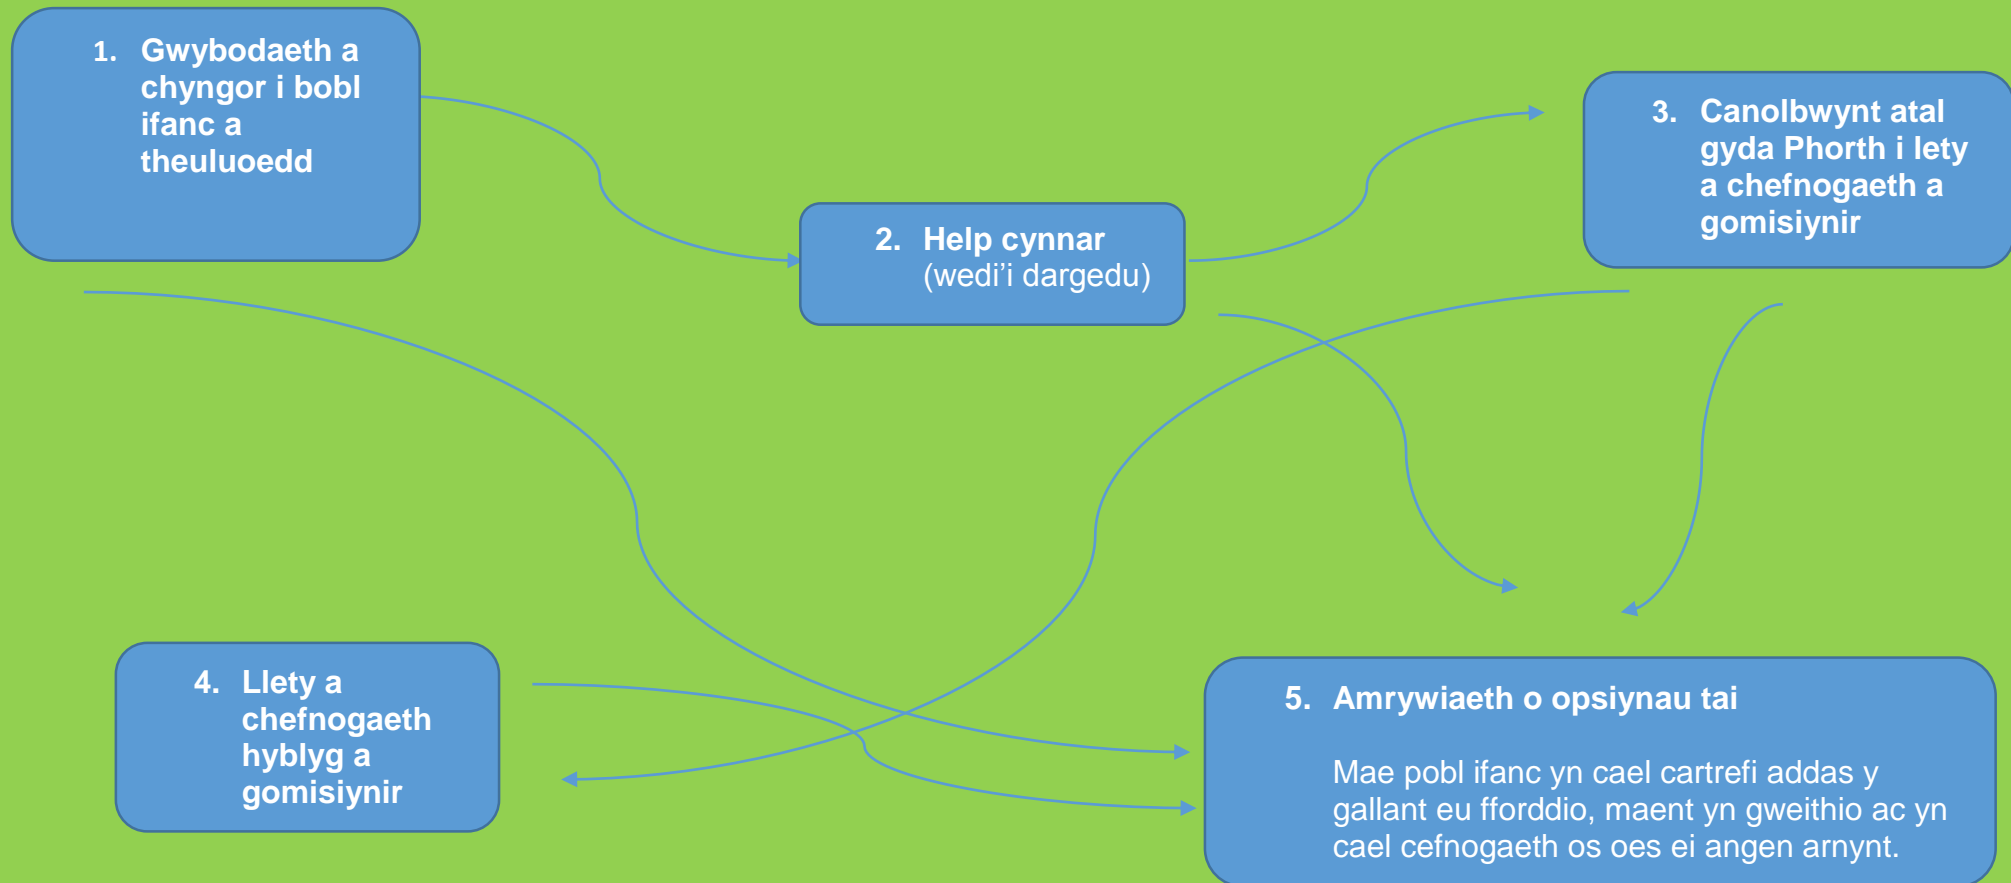 1. Gwybodaeth a
chyngor i bobl
ifanc a
theuluoedd
2. Help cynnar
(wedi’i dargedu)
3. Canolbwynt atal
gyda Phorth i lety
a chefnogaeth a
gomisiynir
4. Llety a
chefnogaeth
hyblyg a
gomisiynir
5. Amrywiaeth o opsiynau tai
Mae pobl ifanc yn cael cartrefi addas y
gallant eu fforddio, maent yn gweithio ac yn
cael cefnogaeth os oes ei angen arnynt.